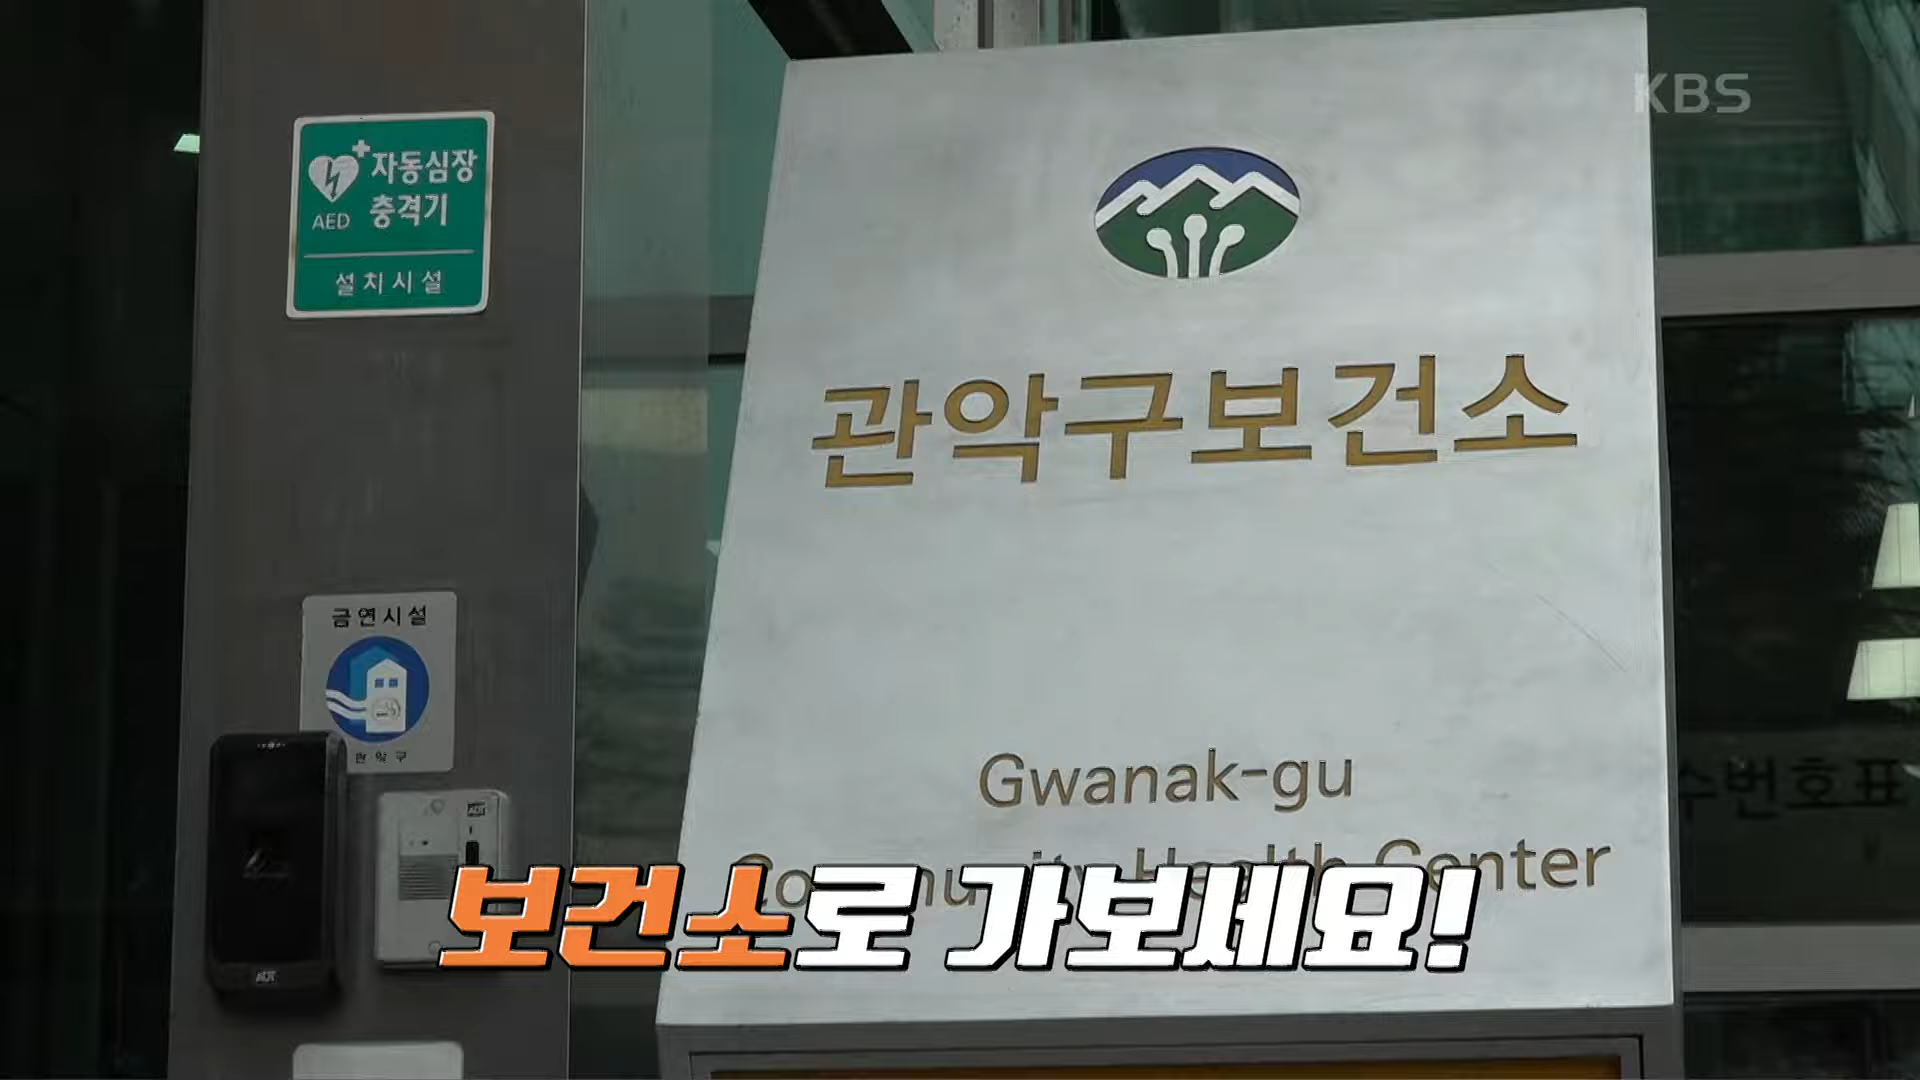 KBS
자동심장
충격기
AED
설치시설
관악구보건소
금연시설
관악구
Gwanak-gu
Community Health Center
수번호표
ADT
ADT
보건소로 가보세요!